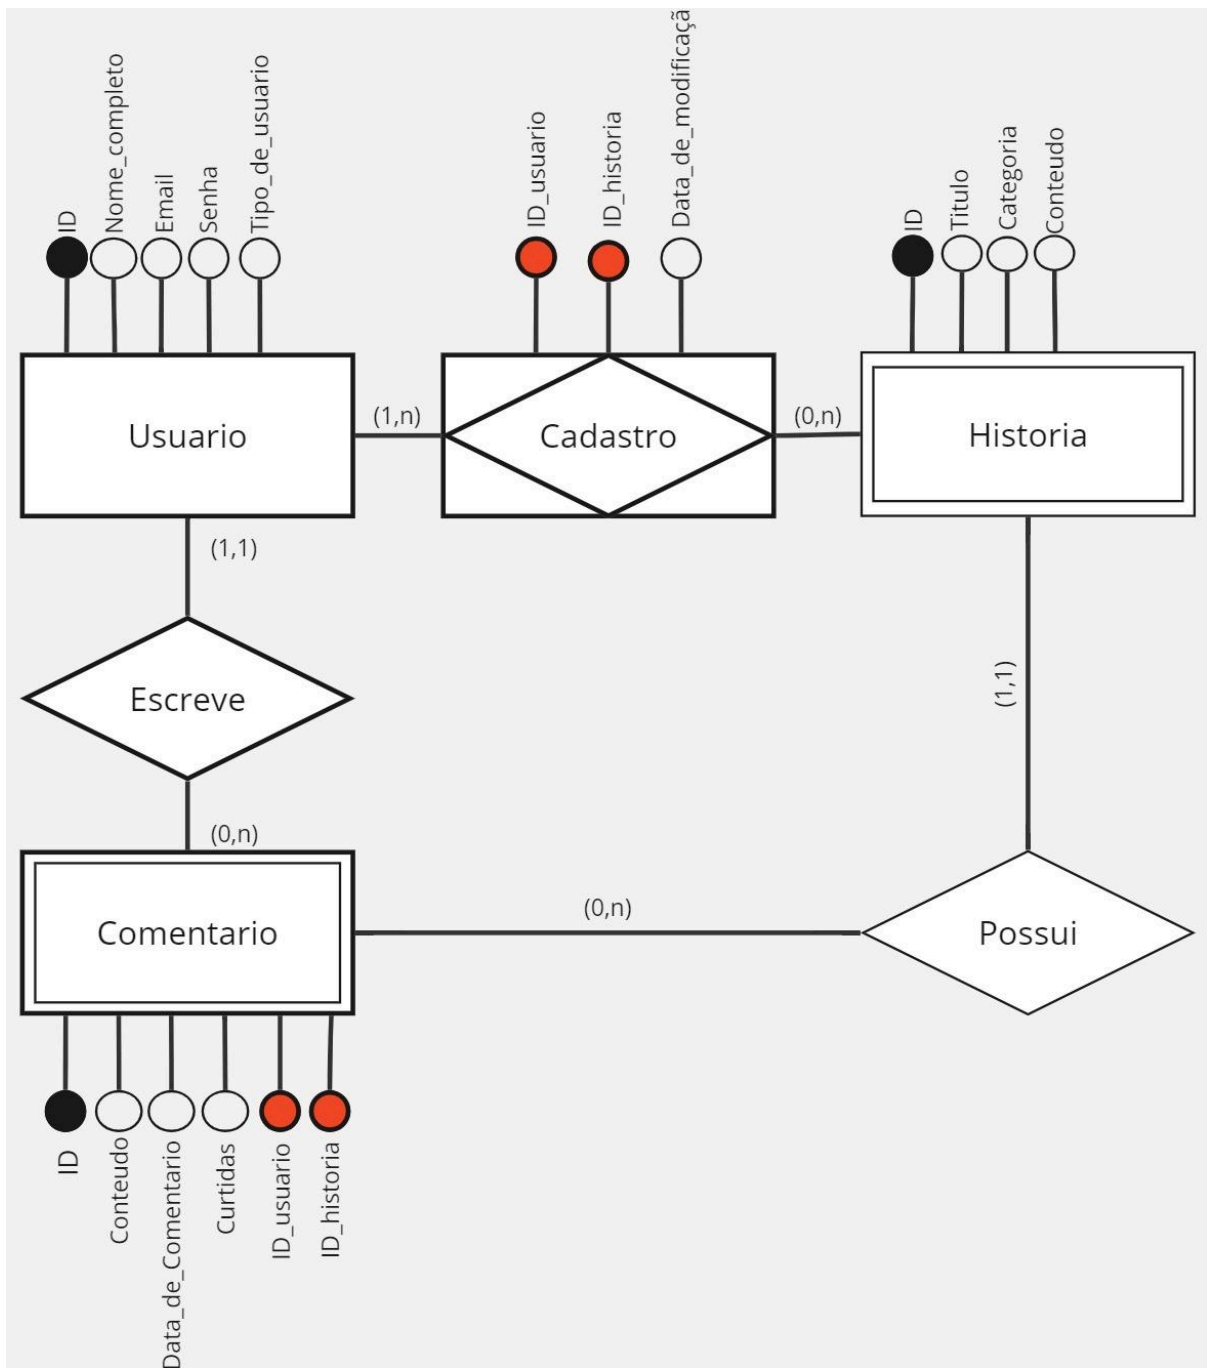 ID
Nome_completo
Email
Senha
Tipo_de_usuario
ID_usuario
ID_historia
Data_de_modificaçã
ID
Titulo
Categoria
Conteudo
Usuario
(1,n)
Cadastro
(0,n)
Historia
(1,1)
Escreve
(1,1)
(0,n)
Comentario
(0,n)
Possui
ID
Conteudo
Data_de_Comentario
Curtidas
ID_usuario
ID_historia